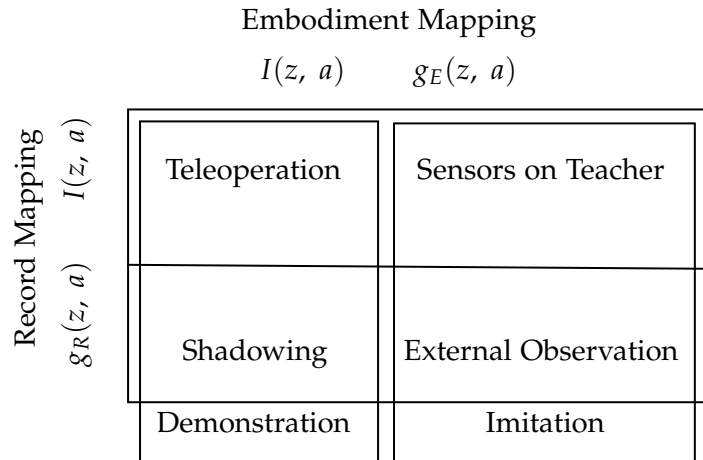 Embodiment Mapping
I(z, a) g_E(z, a)
Record Mapping
I(z, a)
g_R(z, a)
Teleoperation Sensors on Teacher
Shadowing External Observation
Demonstration Imitation